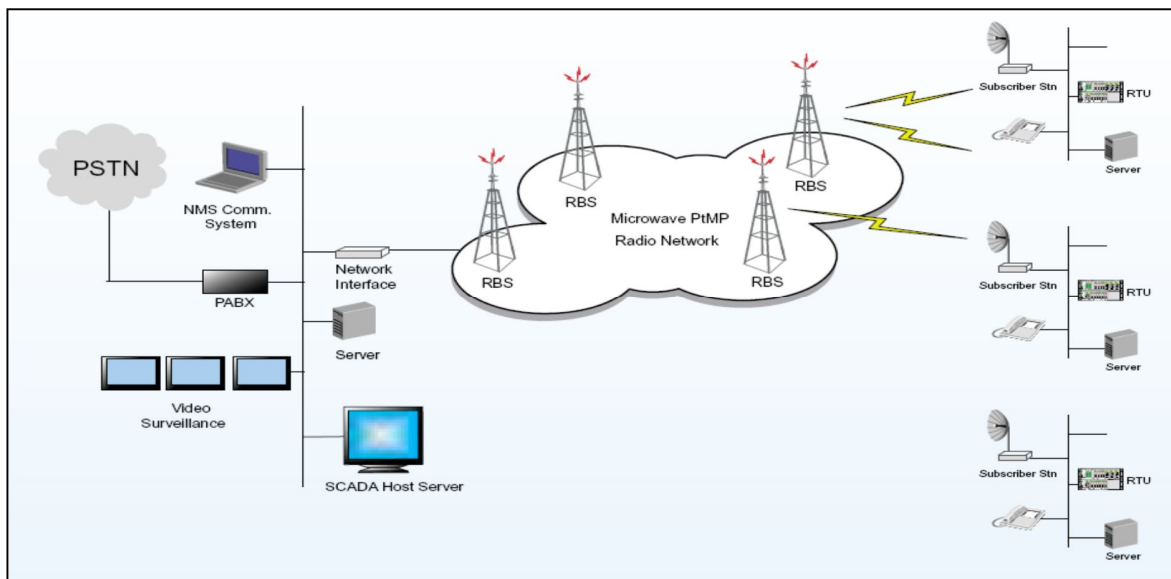 PSTN
NMS Comm.
System
PABX
Network
Interface
Server
Video
Surveillance
SCADA Host Server
RBS
RBS
RBS
RBS
Microwave PtMP
Radio Network
Subscriber Stn
RTU
Server
Subscriber Stn
RTU
Server
Subscriber Stn
RTU
Server